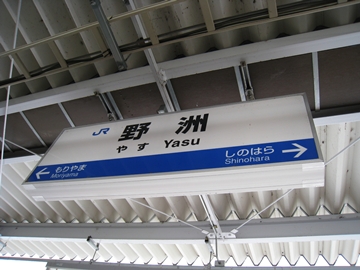 JR 野洲
やす Yasu
← もりやま しのはら →
Moriyama Shinohara